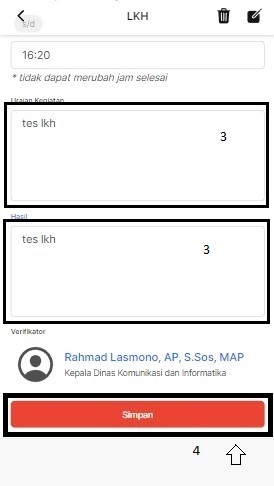 LKH
s/d
16:20
* tidak dapat merubah jam selesai
Uraian Kegiatan
tes lkh
3
Hasil
tes lkh
3
Verifikator
Rahmad Lasmono, AP, S.Sos, MAP
Kepala Dinas Komunikasi dan Informatika
Simpan
4